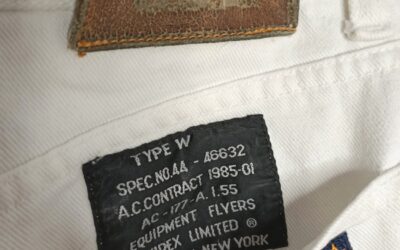 TYPE W
SPEC.NO.44 - 46632
A.C.CONTRACT 1985-01
AC-177-A. 1.55
EQUIPMENT FLYERS
LIMITED ®
NEW YORK